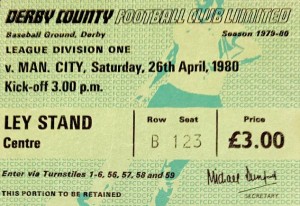 DERBY COUNTY FOOTBALL CLUB LIMITED
Baseball Ground, Derby Season 1979-80
LEAGUE DIVISION ONE
v. MAN. CITY, Saturday, 26th April, 1980
Kick-off 3.00 p.m.
LEY STAND
Centre
Row Seat
B 123
Price
£3.00
Enter via Turnstiles 1-6, 55, 57, 58 and 59
THIS PORTION TO BE RETAINED
SECRETARY